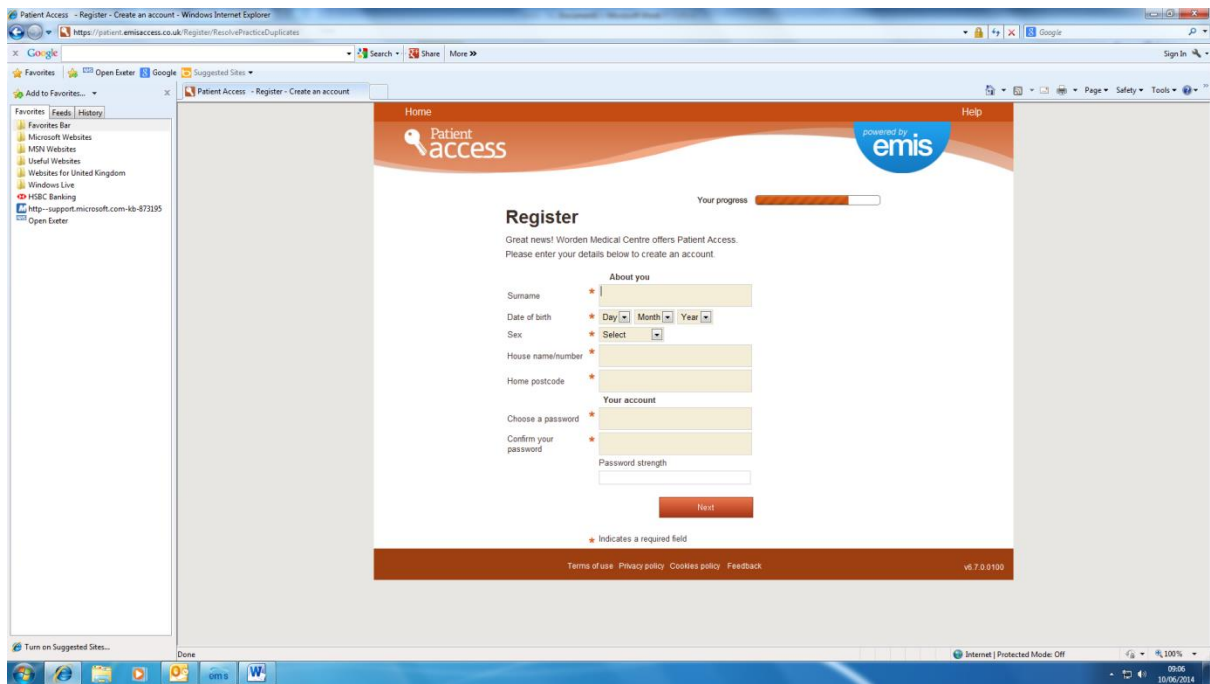 Patient Access - Register - Create an account - Windows Internet Explorer
https://patient.emisaccess.co.uk/Register/ResolvePracticeDuplicates
Google
Google
Search
Share
More »
Sign In
Favorites
Open Exeter
Google
Suggested Sites
Add to Favorites...
x
Patient Access - Register - Create an account
Page
Safety
Tools
Favorites
Feeds
History
Favorites Bar
Microsoft Websites
MSN Websites
Useful Websites
Websites for United Kingdom
Windows Live
HSBC Banking
http--support.microsoft.com-kb-873195
Open Exeter
Home
Help
Patient
access
powered by
emis
Your progress
Register
Great news! Worden Medical Centre offers Patient Access.
Please enter your details below to create an account.
About you
Surname *
Date of birth * Day Month Year
Sex * Select
House name/number *
Home postcode *
Your account
Choose a password *
Confirm your *
password
Password strength
Next
* Indicates a required field
Terms of use Privacy policy Cookies policy Feedback
v6.7.0.0100
Turn on Suggested Sites...
Done
Internet | Protected Mode: Off
100%
ems
09:06
10/06/2014